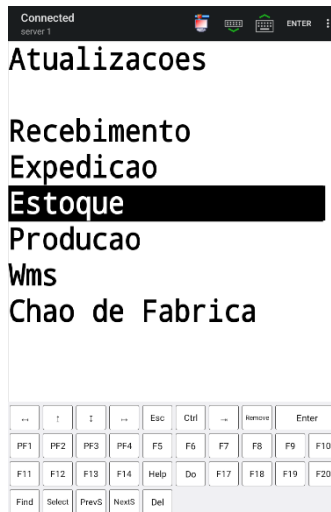 Connected
server 1
ENTER
Atualizacoes
Recebimento
Expedicao
Estoque
Producao
Wms
Chao de Fabrica
Esc Ctrl Remove Enter
PF1 PF2 PF3 PF4 F5 F6 F7 F8 F9 F10
F11 F12 F13 F14 Help Do F17 F18 F19 F20
Find Select PrevS NextS Del